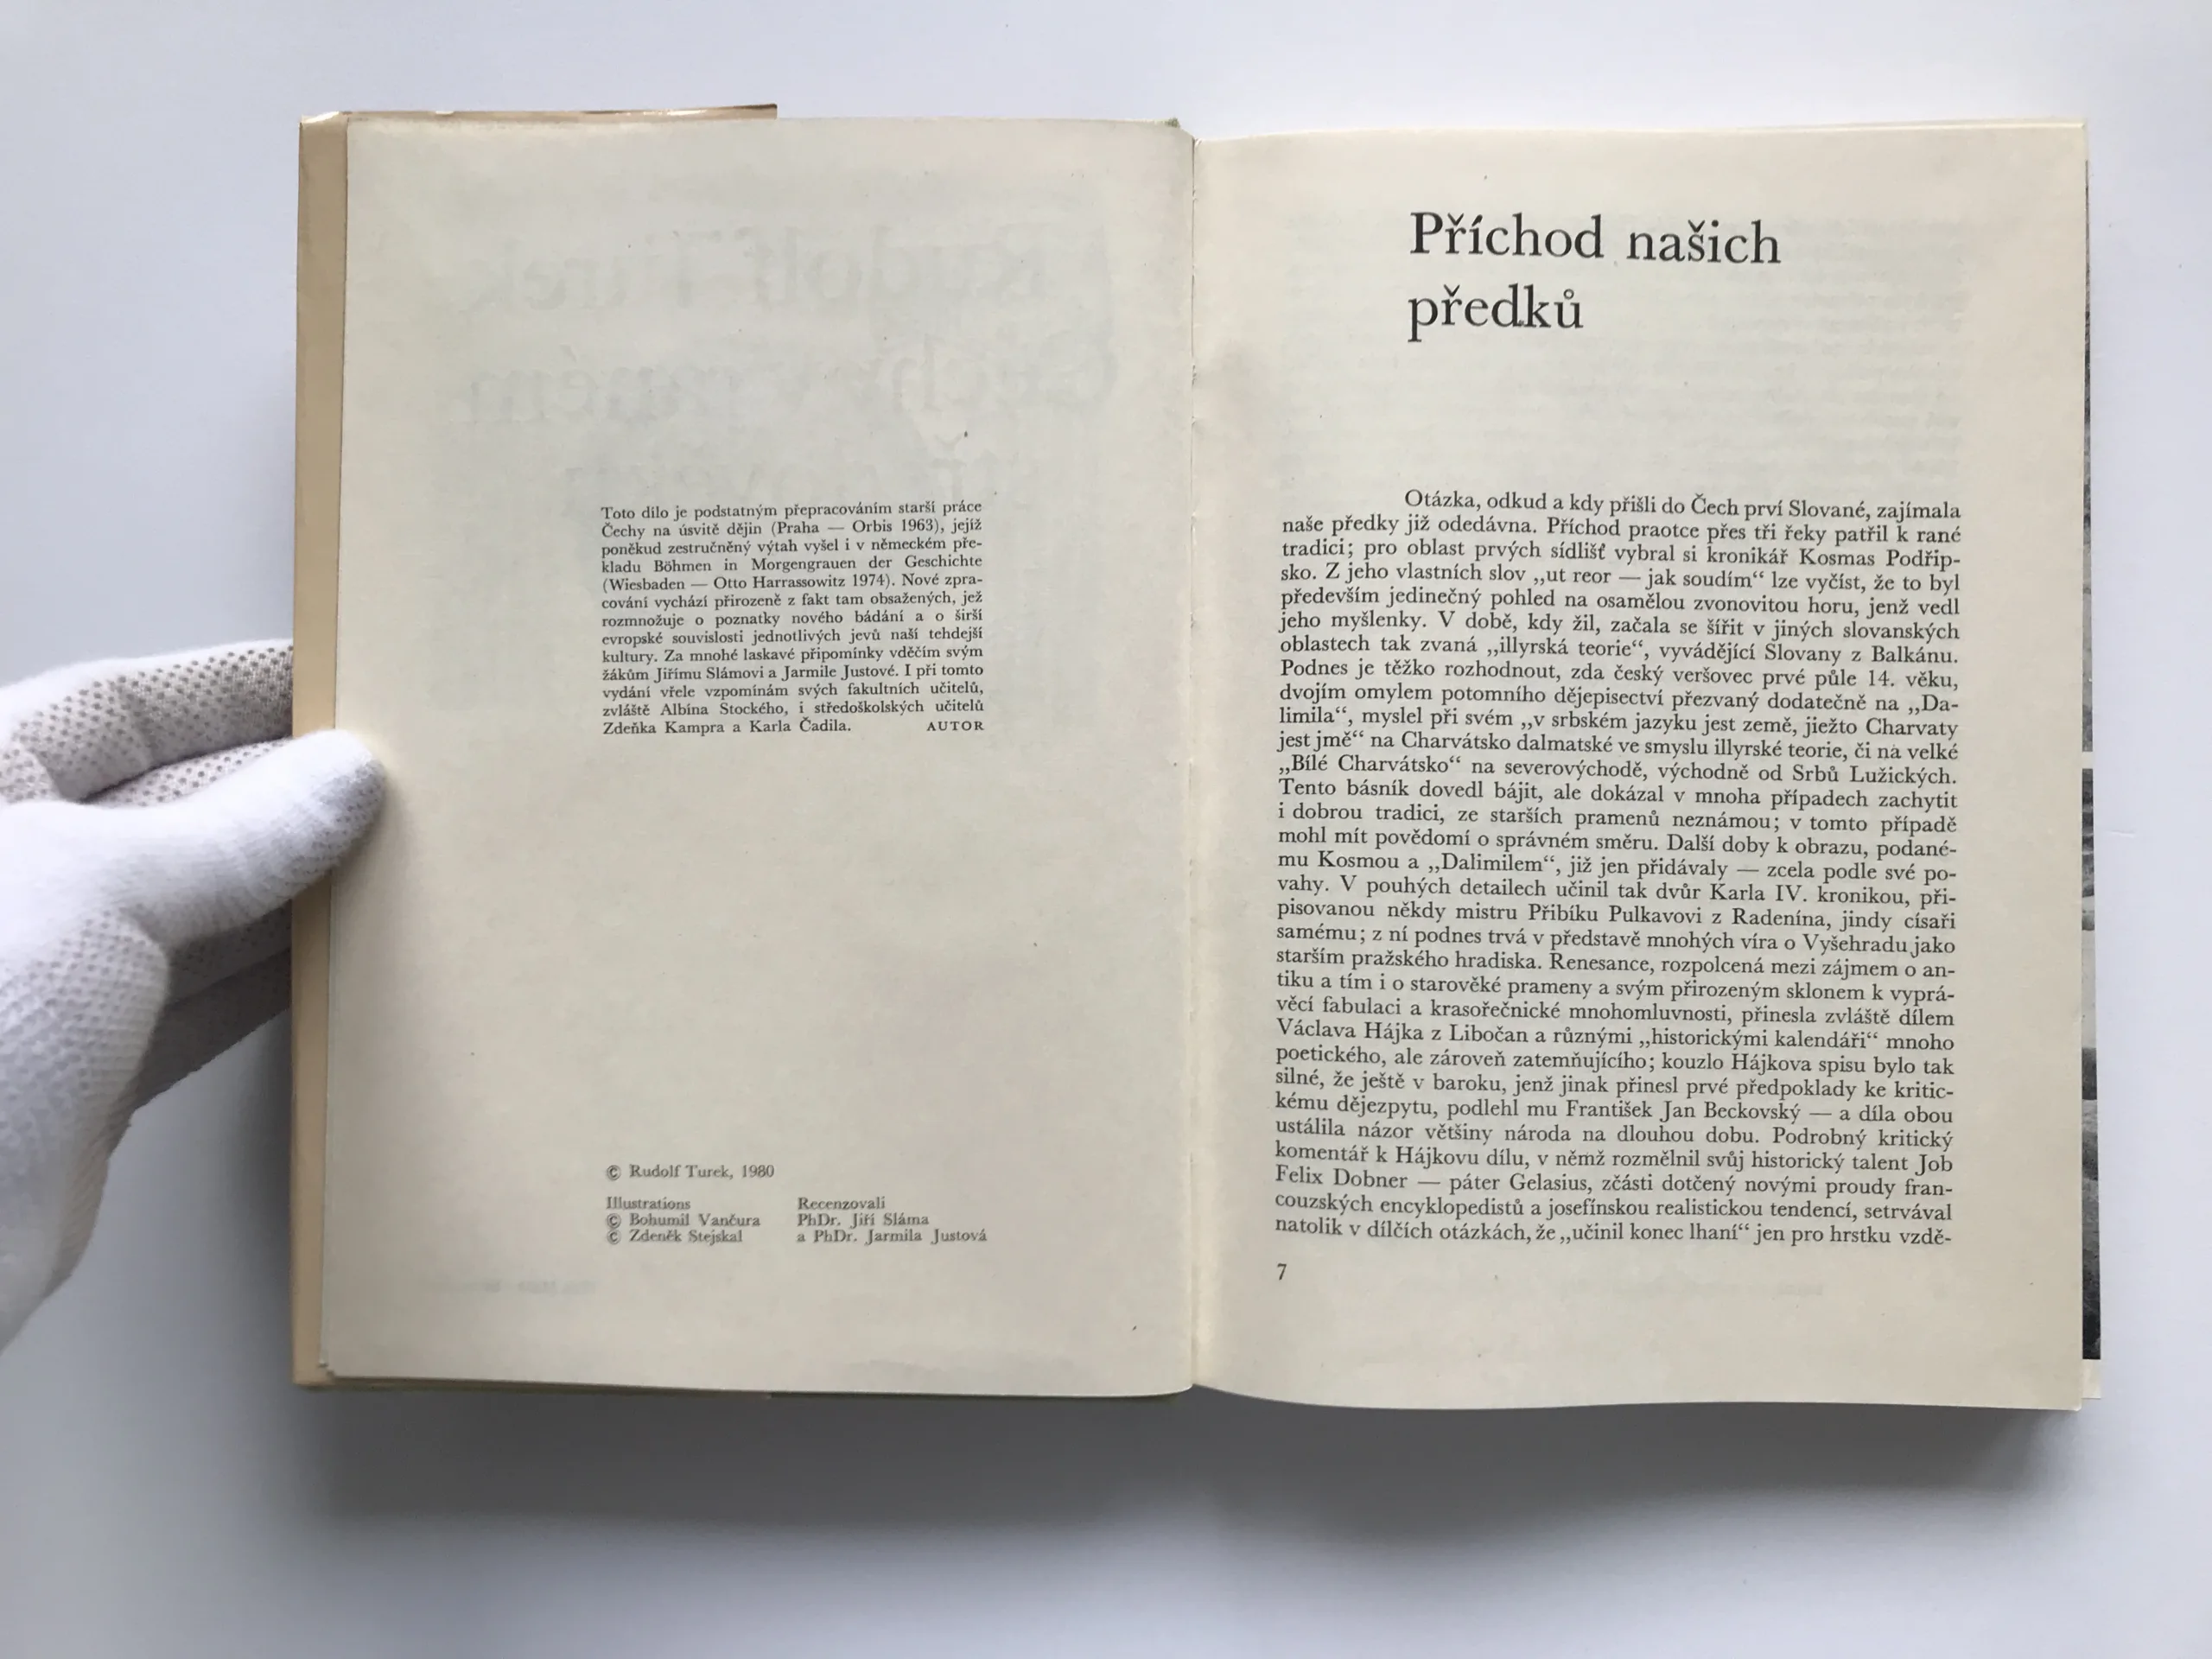 Toto dílo je podstatným přepracováním starší práce
Čechy na úsvitě dějin (Praha — Orbis 1963), jejíž
poněkud zestručněný výtah vyšel i v německém pře-
kladu Böhmen in Morgengrauen der Geschichte
(Wiesbaden — Otto Harrassowitz 1974). Nové zpra-
cování vychází přirozeně z fakt tam obsažených, jež
rozmnožuje o poznatky nového bádání a o širší
evropské souvislosti jednotlivých jevů naší tehdejší
kultury. Za mnohé laskavé připomínky vděčím svým
žákům Jiřímu Slámovi a Jarmile Justové. I při tomto
vydání vřele vzpomínám svých fakultních učitelů,
zvláště Albína Stockého, i středoškolských učitelů
Zdeňka Kampra a Karla Čadila. AUTOR
© Rudolf Turek, 1980
Illustrations
© Bohumil Vančura
© Zdeněk Stejskal
Recenzovali
PhDr. Jiří Sláma
a PhDr. Jarmila Justová
Příchod našich
předků
Otázka, odkud a kdy přišli do Čech prví Slované, zajímala
naše předky již odedávna. Příchod praotce přes tři řeky patřil k rané
tradici; pro oblast prvých sídlišť vybral si kronikář Kosmas Podřip-
sko. Z jeho vlastních slov „ut reor — jak soudím“ lze vyčíst, že to byl
především jedinečný pohled na osamělou zvonovitou horu, jenž vedl
jeho myšlenky. V době, kdy žil, začala se šířit v jiných slovanských
oblastech tak zvaná „illyrská teorie“, vyvádějící Slovany z Balkánu.
Podnes je těžko rozhodnout, zda český veršovec prvé půle 14. věku,
dvojím omylem potomního dějepisectví přezvaný dodatečně na „Da-
limila“, myslel při svém „v srbském jazyku jest země, jiežto Charvaty
jest jmě“ na Charvátsko dalmatské ve smyslu illyrské teorie, či na velké
„Bílé Charvátsko“ na severovýchodě, východně od Srbů Lužických.
Tento básník dovedl bájit, ale dokázal v mnoha případech zachytit
i dobrou tradici, ze starších pramenů neznámou; v tomto případě
mohl mít povědomí o správném směru. Další doby k obrazu, podané-
mu Kosmou a „Dalimilem“, již jen přidávaly — zcela podle své po-
vahy. V pouhých detailech učinil tak dvůr Karla IV. kronikou, při-
pisovanou někdy mistru Přibíku Pulkavovi z Radenína, jindy císaři
samému; z ní podnes trvá v představě mnohých víra o Vyšehradu jako
starším pražského hradiska. Renesance, rozpolcená mezi zájmem o an-
tiku a tím i o starověké prameny a svým přirozeným sklonem k vyprá-
věcí fabulaci a krasořečnické mnohomluvnosti, přinesla zvláště dílem
Václava Hájka z Libočan a různými „historickými kalendáři“ mnoho
poetického, ale zároveň zatemňujícího; kouzlo Hájkova spisu bylo tak
silné, že ještě v baroku, jenž jinak přinesl prvé předpoklady ke kritic-
kému dějezpytu, podlehl mu František Jan Beckovský — a díla obou
ustálila názor většiny národa na dlouhou dobu. Podrobný kritický
komentář k Hájkovu dílu, v němž rozmělnil svůj historický talent Job
Felix Dobner — páter Gelasius, zčásti dotčený novými proudy fran-
couzských encyklopedistů a josefínskou realistickou tendencí, setrvával
natolik v dílčích otázkách, že „učinil konec lhaní“ jen pro hrstku vzdě-
7